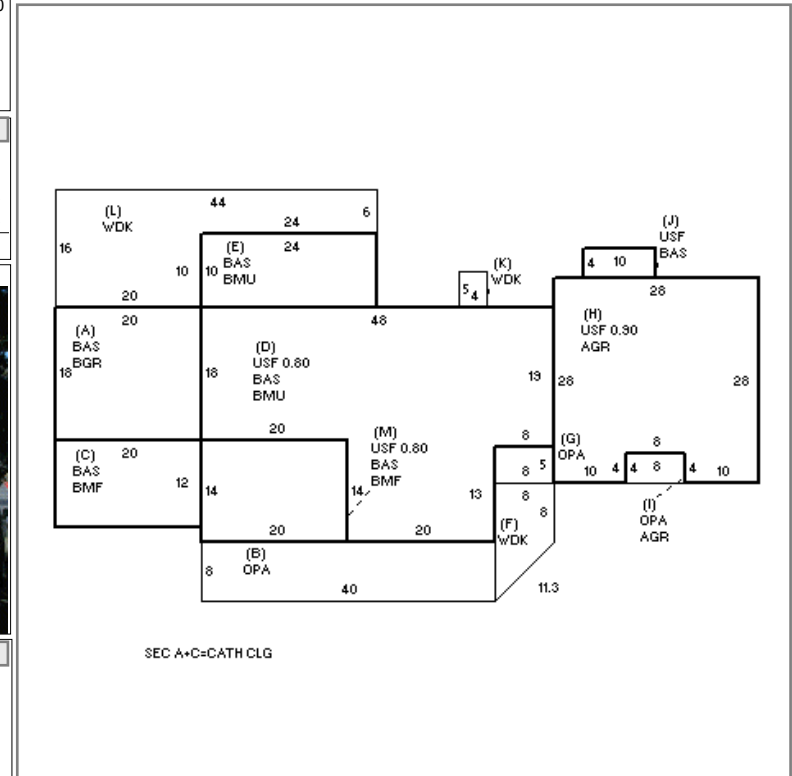 44
(L)
WDK
6
24
16
10
10
24
(E)
BAS
BMU
20
(J)
USF
BAS
4
10
(K)
WDK
5
4
28
20
48
(A)
BAS
BGR
18
18
(D)
USF 0.80
BAS
BMU
19
(H)
USF 0.90
AGR
28
28
20
20
(C)
BAS
BMF
12
14
(M)
USF 0.80
BAS
BMF
14
13
8
8
5
(G)
OPA
10
4
4
8
8
4
10
20
20
8
8
(F)
WDK
(I)
OPA
AGR
(B)
OPA
8
40
11.3
SEC A+C=CATH CLG